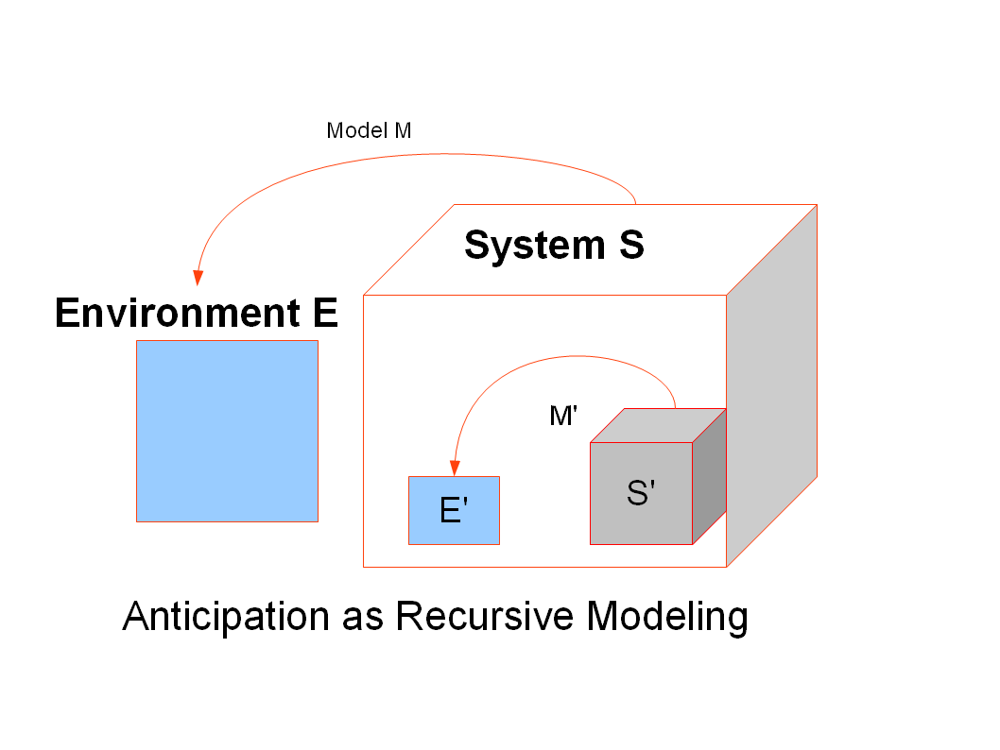 Model M
System S
Environment E
M'
S'
E'
Anticipation as Recursive Modeling